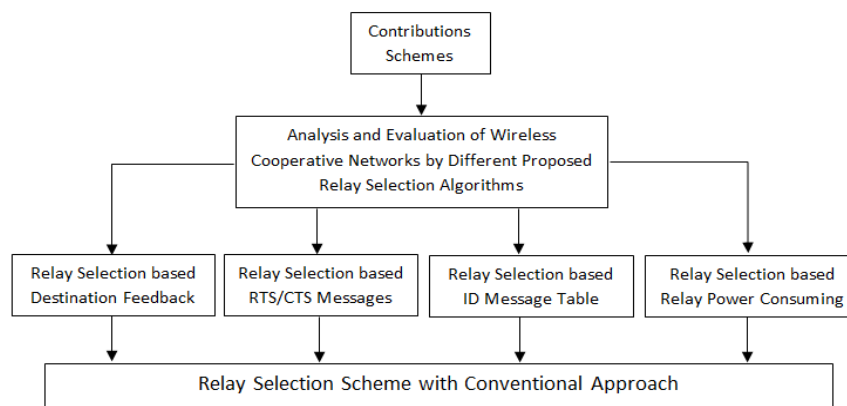 Contributions
Schemes
Analysis and Evaluation of Wireless
Cooperative Networks by Different Proposed
Relay Selection Algorithms
Relay Selection based
Destination Feedback
Relay Selection based
RTS/CTS Messages
Relay Selection based
ID Message Table
Relay Selection based
Relay Power Consuming
Relay Selection Scheme with Conventional Approach